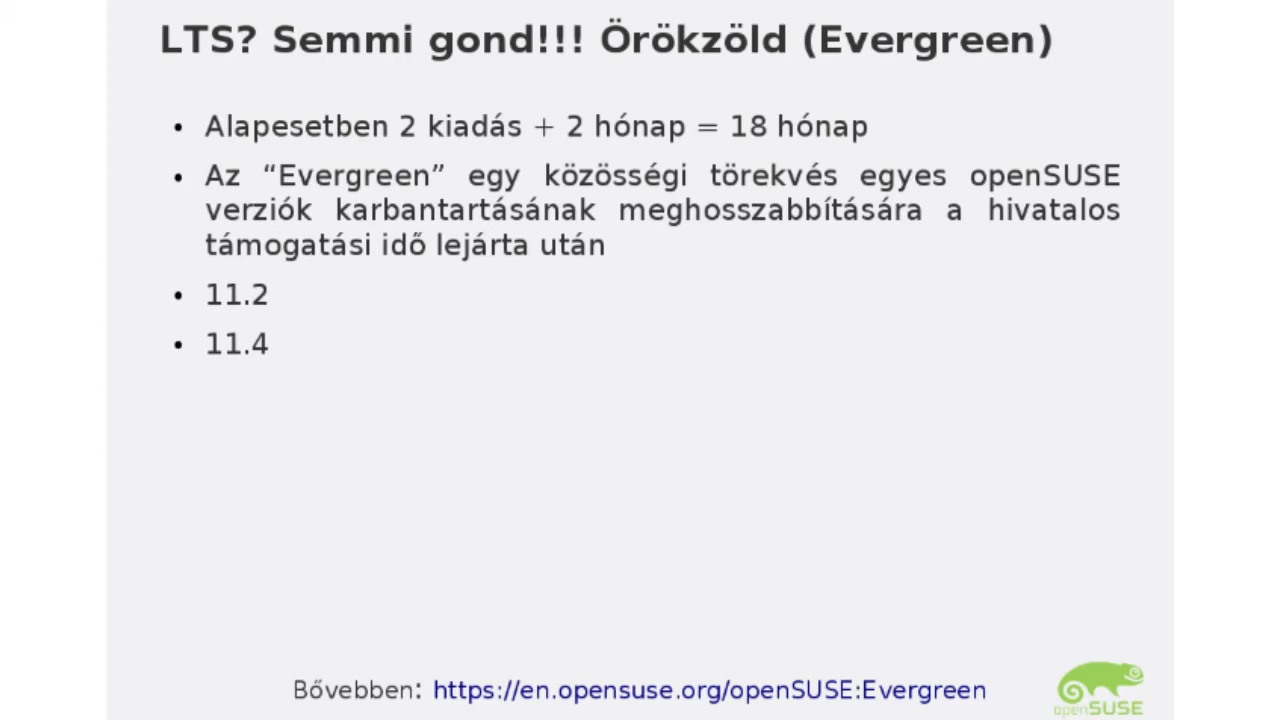 LTS? Semmi gond!!! Örökzöld (Evergreen)
• Alapesetben 2 kiadás + 2 hónap = 18 hónap
• Az “Evergreen” egy közösségi törekvés egyes openSUSE
verziók karbantartásának meghosszabbítására a hivatalos
támogatási idő lejárta után
• 11.2
• 11.4
Bővebben: https://en.opensuse.org/openSUSE:Evergreen
openSUSE